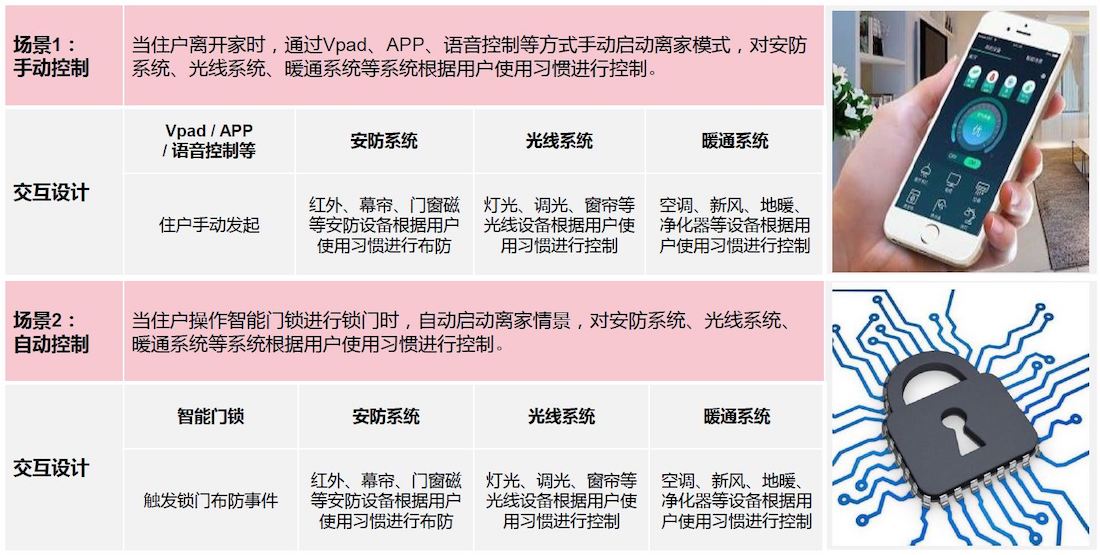 场景1：
手动控制
当住户离开家时，通过Vpad、APP、语音控制等方式手动启动离家模式，对安防
系统、光线系统、暖通系统等系统根据用户使用习惯进行控制。
交互设计
Vpad / APP
/ 语音控制等
安防系统
光线系统
暖通系统
住户手动发起
红外、幕帘、门窗磁
等安防设备根据用户
使用习惯进行布防
灯光、调光、窗帘等
光线设备根据用户使
用习惯进行控制
空调、新风、地暖、
净化器等设备根据用
户使用习惯进行控制
优
场景2：
自动控制
当住户操作智能门锁进行锁门时，自动启动离家情景，对安防系统、光线系统、
暖通系统等系统根据用户使用习惯进行控制。
交互设计
智能门锁
安防系统
光线系统
暖通系统
触发锁门布防事件
红外、幕帘、门窗磁
等安防设备根据用户
使用习惯进行布防
灯光、调光、窗帘等
光线设备根据用户使
用习惯进行控制
空调、新风、地暖、
净化器等设备根据用
户使用习惯进行控制